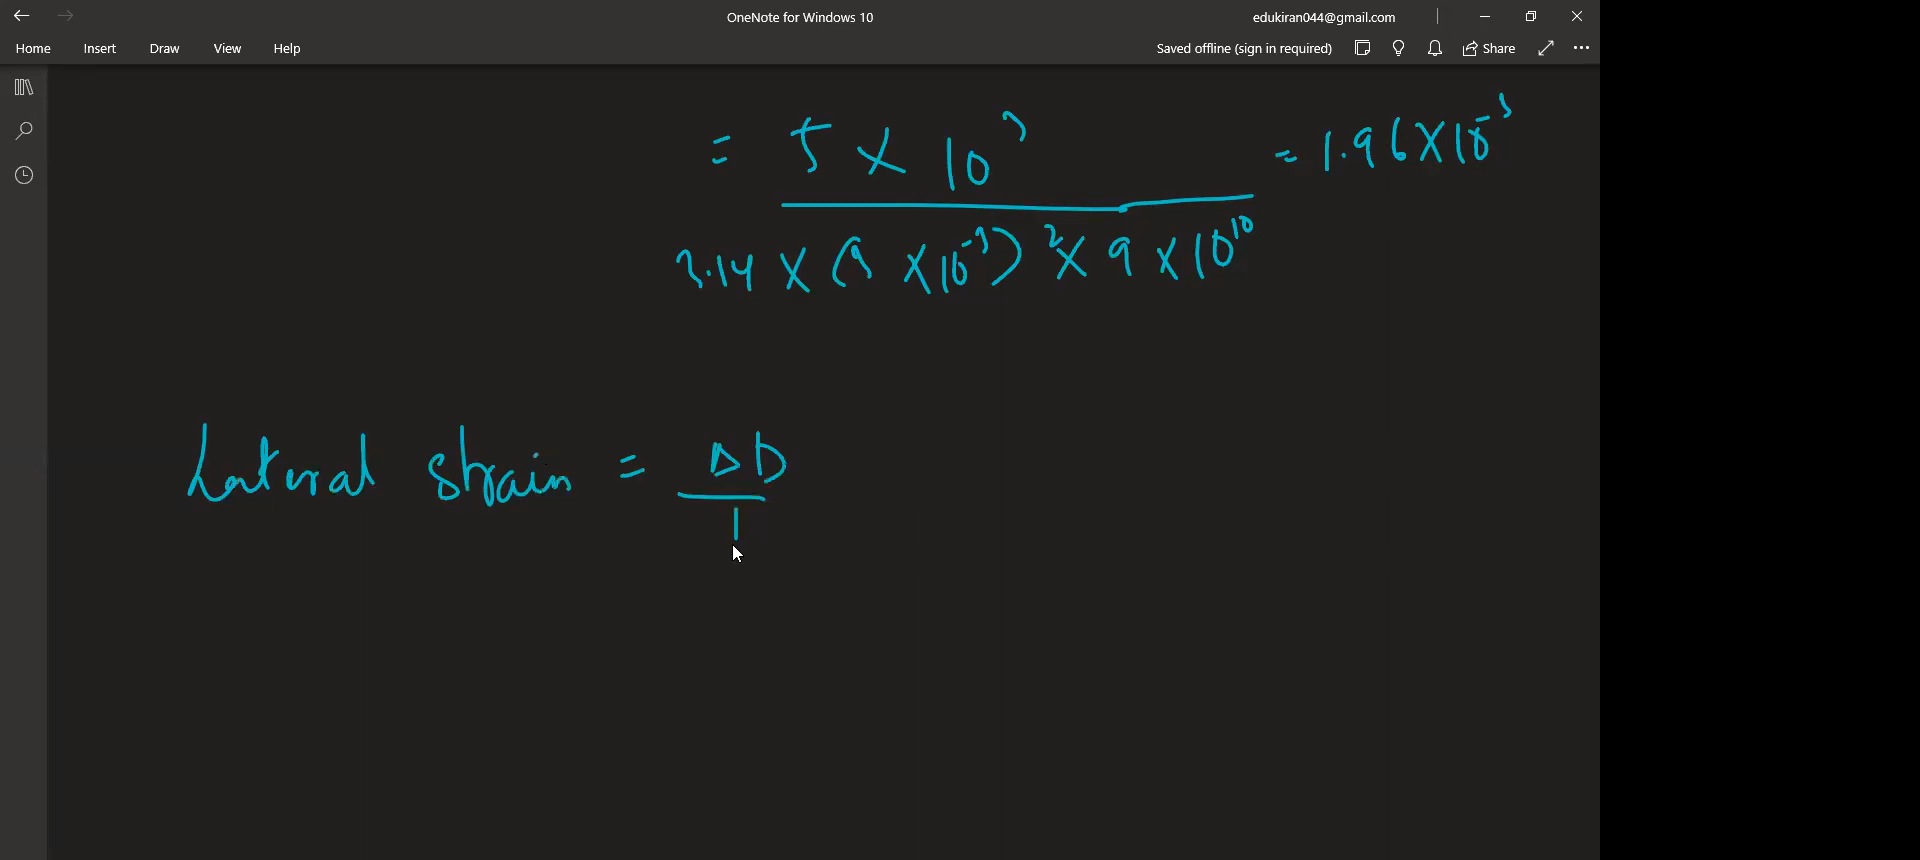 OneNote for Windows 10
edukiran044@gmail.com
Home Insert Draw View Help
Saved offline (sign in required) Share
= 5 × 10³ = 1.96×10⁻³
3.14 × (9 ×10⁻³)² × 9 × 10¹⁰
Lateral strain = ΔD